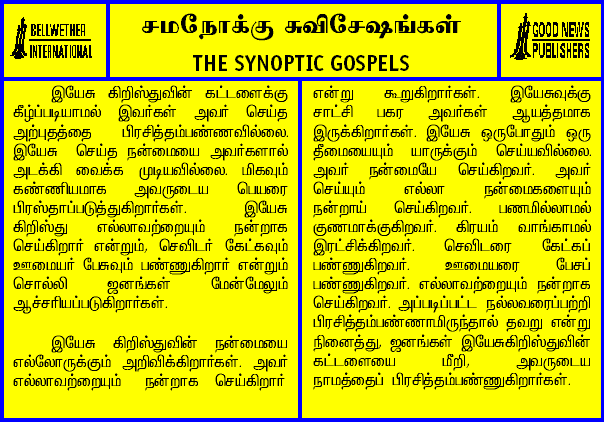 BELLWETHER
INTERNATIONAL
சமநோக்கு சுவிசேஷங்கள்
THE SYNOPTIC GOSPELS
GOOD NEWS
PUBLISHERS
இயேசு கிறிஸ்துவின் கட்டளைக்கு
கீழ்ப்படியாமல் இவர்கள் அவர் செய்த
அற்புதத்தை பிரசித்தம்பண்ணவில்லை.
இயேசு செய்த நன்மையை அவர்களால்
அடக்கி வைக்க முடியவில்லை. மிகவும்
கண்ணியமாக அவருடைய பெயரை
பிரஸ்தாப்படுத்துகிறார்கள். இயேசு
கிறிஸ்து எல்லாவற்றையும் நன்றாக
செய்கிறார் என்றும், செவிடர் கேட்கவும்
ஊமையர் பேசுவும் பண்ணுகிறார் என்றும்
சொல்லி ஜனங்கள் மேன்மேலும்
ஆச்சரியப்படுகிறார்கள்.
இயேசு கிறிஸ்துவின் நன்மையை
எல்லோருக்கும் அறிவிக்கிறார்கள். அவர்
எல்லாவற்றையும் நன்றாக செய்கிறார்
என்று கூறுகிறார்கள். இயேசுவுக்கு
சாட்சி பகர அவர்கள் ஆயத்தமாக
இருக்கிறார்கள். இயேசு ஒருபோதும் ஒரு
தீமையையும் யாருக்கும் செய்யவில்லை.
அவர் நன்மையே செய்கிறவர். அவர்
செய்யும் எல்லா நன்மைகளையும்
நன்றாய் செய்கிறவர். பணமில்லாமல்
குணமாக்குகிறவர். கிரயம் வாங்காமல்
இரட்சிக்கிறவர். செவிடரை கேட்கப்
பண்ணுகிறவர். ஊமையரை பேசப்
பண்ணுகிறவர். எல்லாவற்றையும் நன்றாக
செய்கிறவர். அப்படிப்பட்ட நல்லவரைப்பற்றி
பிரசித்தம்பண்ணாமிருந்தால் தவறு என்று
நினைத்து, ஜனங்கள் இயேசுகிறிஸ்துவின்
கட்டளையை மீறி, அவருடைய
நாமத்தைப் பிரசித்தம்பண்ணுகிறார்கள்.